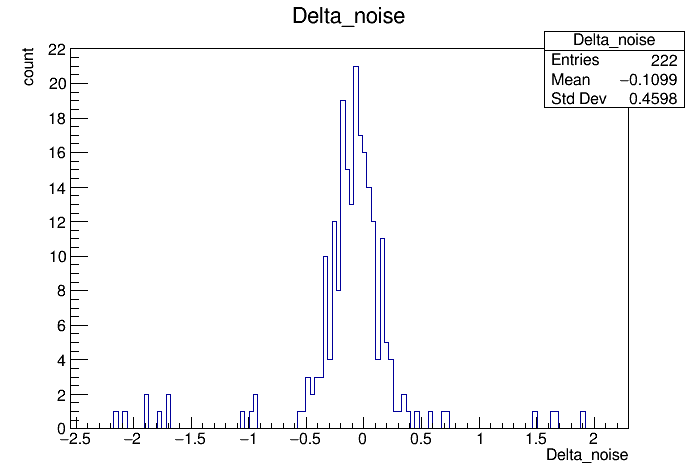 Delta_noise
Delta_noise
Entries 222
Mean −0.1099
Std Dev 0.4598
count
22
20
18
16
14
12
10
8
6
4
2
0
−2.5 −2 −1.5 −1 −0.5 0 0.5 1 1.5 2
Delta_noise